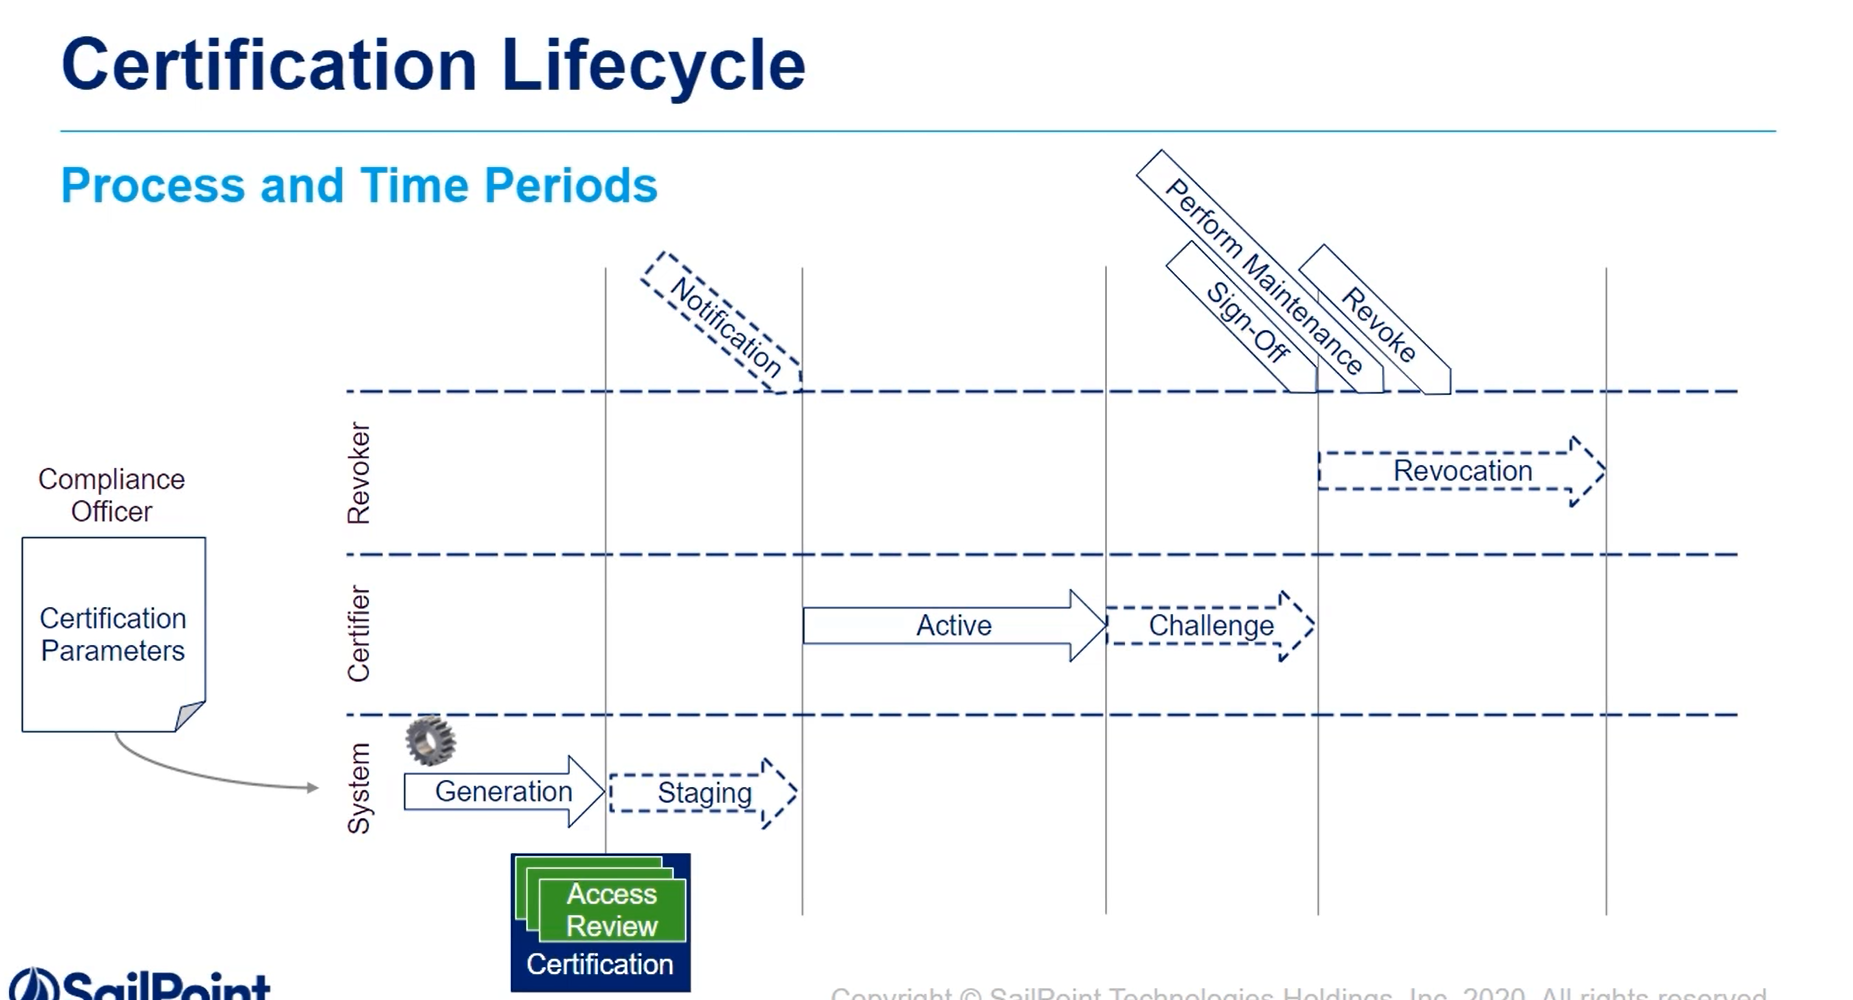 Certification Lifecycle
Process and Time Periods
Notification
Perform Maintenance
Sign-Off
Revoke
Revoker
Revocation
Compliance
Officer
Certification
Parameters
Certifier
Active
Challenge
System
Generation
Staging
Access
Review
Certification
SailPoint
Copyright © SailPoint Technologies Holdings, Inc. 2020. All rights reserved.